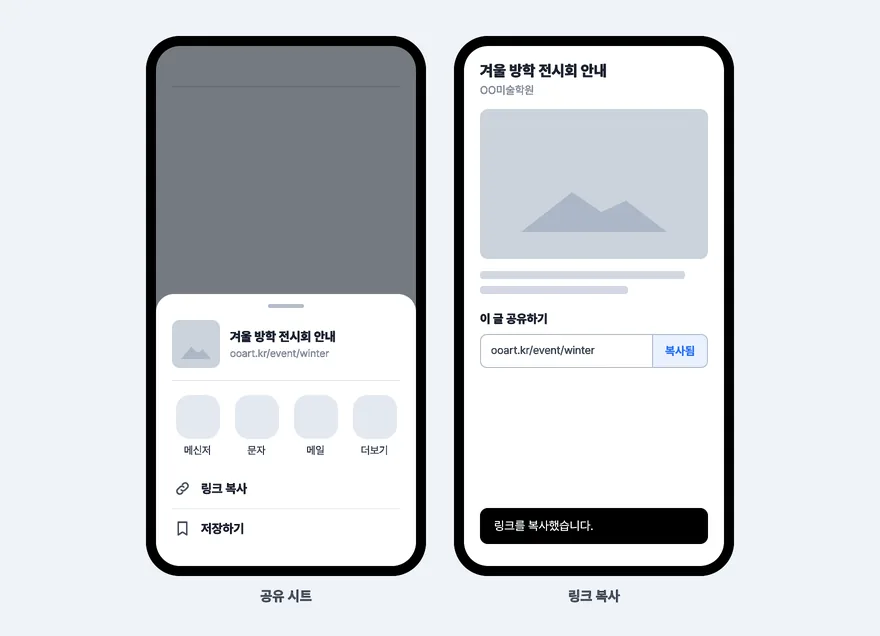 겨울 방학 전시회 안내
ooart.kr/event/winter
메신저
문자
메일
더보기
링크 복사
저장하기
공유 시트
겨울 방학 전시회 안내
OO미술학원
이 글 공유하기
ooart.kr/event/winter
복사됨
링크를 복사했습니다.
링크 복사